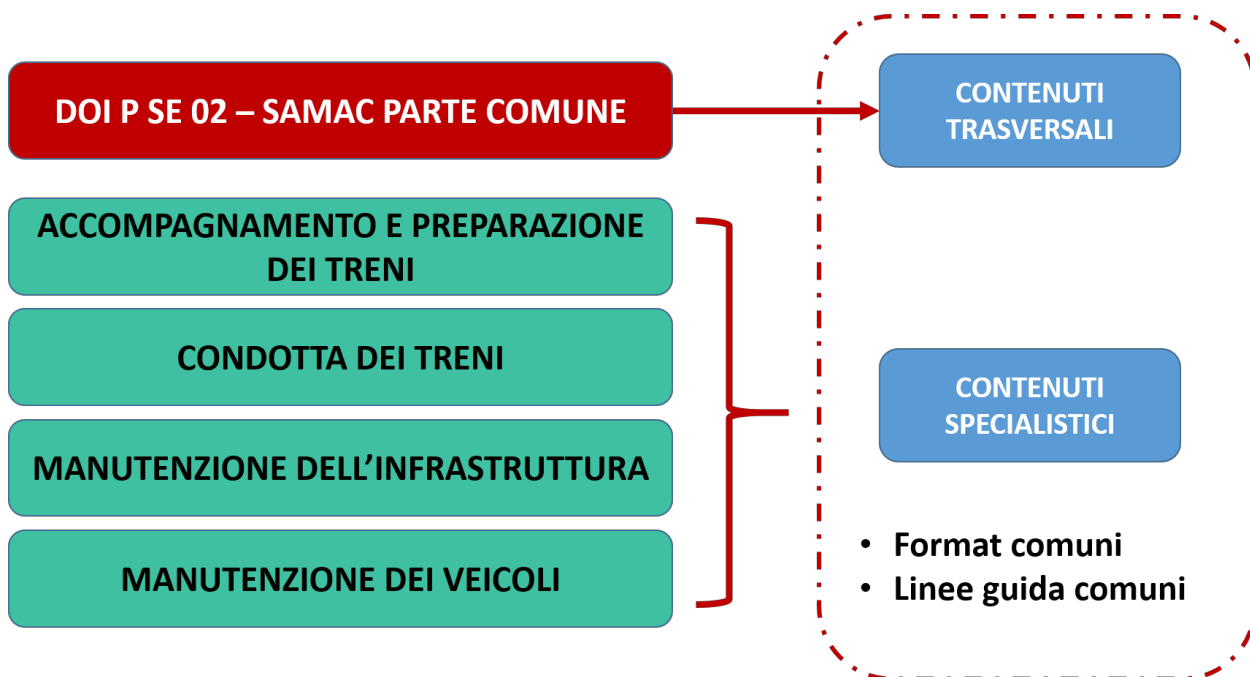 DOI P SE 02 – SAMAC PARTE COMUNE
CONTENUTI
TRASVERSALI
ACCOMPAGNAMENTO E PREPARAZIONE
DEI TRENI
CONDOTTA DEI TRENI
MANUTENZIONE DELL’INFRASTRUTTURA
MANUTENZIONE DEI VEICOLI
CONTENUTI
SPECIALISTICI
• Format comuni
• Linee guida comuni